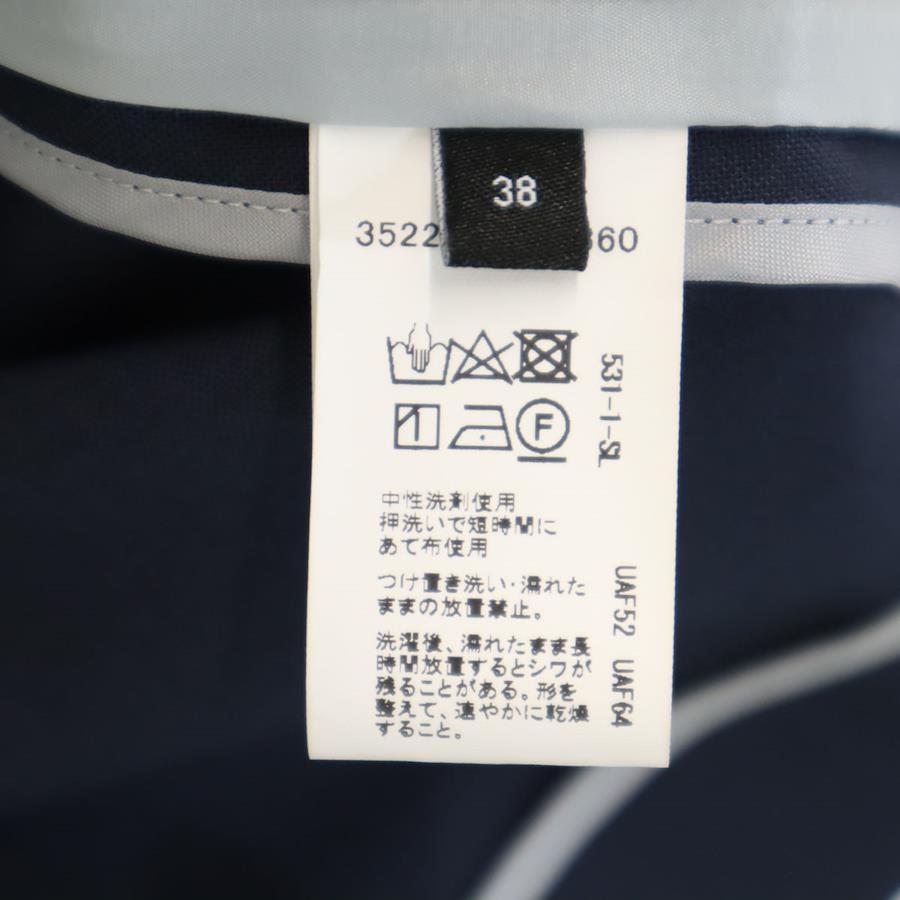 38
3522
060
1
F
531-1-SL
中性洗剤使用
押洗いで短時間に
あて布使用
つけ置き洗い・濡れた
ままの放置禁止。
洗濯後、濡れたまま長
時間放置するとシワが
残ることがある。形を
整えて、速やかに乾燥
すること。
UAF52 UAF64